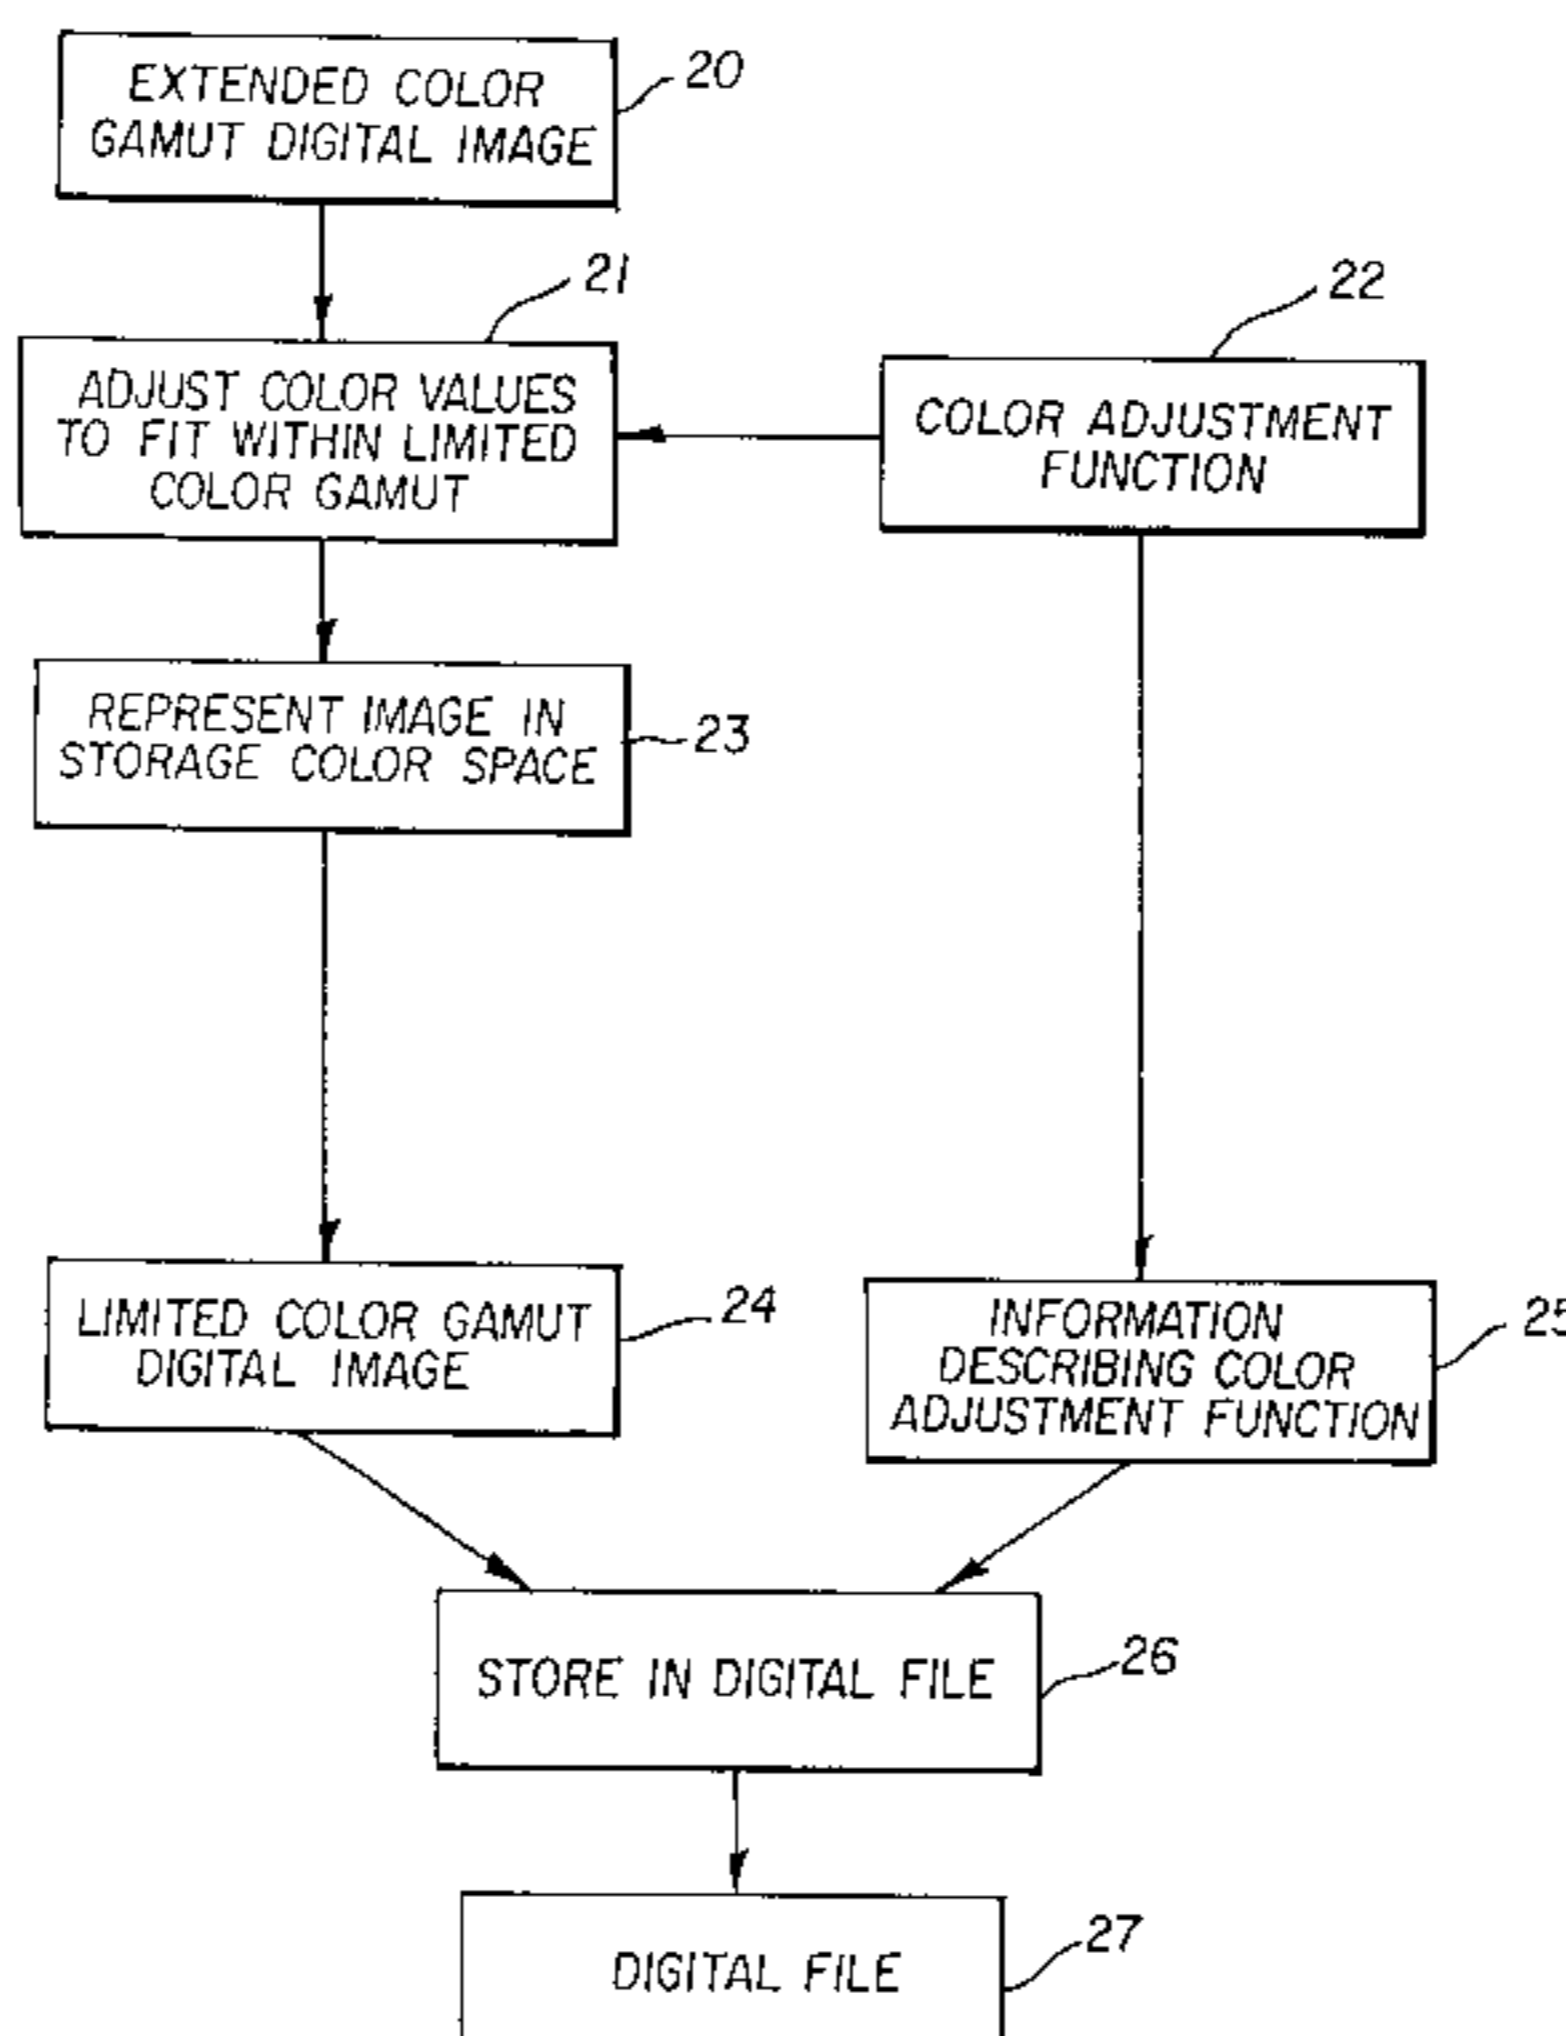 EXTENDED COLOR
GAMUT DIGITAL IMAGE
20
21
22
ADJUST COLOR VALUES
TO FIT WITHIN LIMITED
COLOR GAMUT
COLOR ADJUSTMENT
FUNCTION
REPRESENT IMAGE IN
STORAGE COLOR SPACE
23
LIMITED COLOR GAMUT
DIGITAL IMAGE
24
INFORMATION
DESCRIBING COLOR
ADJUSTMENT FUNCTION
25
STORE IN DIGITAL FILE
26
DIGITAL FILE
27